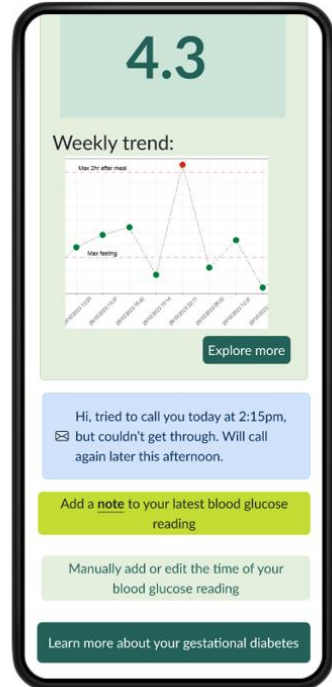 4.3
Weekly trend:
Max 2hr after meal
Max fasting
Explore more
Hi, tried to call you today at 2:15pm,
but couldn't get through. Will call
again later this afternoon.
Add a note to your latest blood glucose
reading
Manually add or edit the time of your
blood glucose reading
Learn more about your gestational diabetes